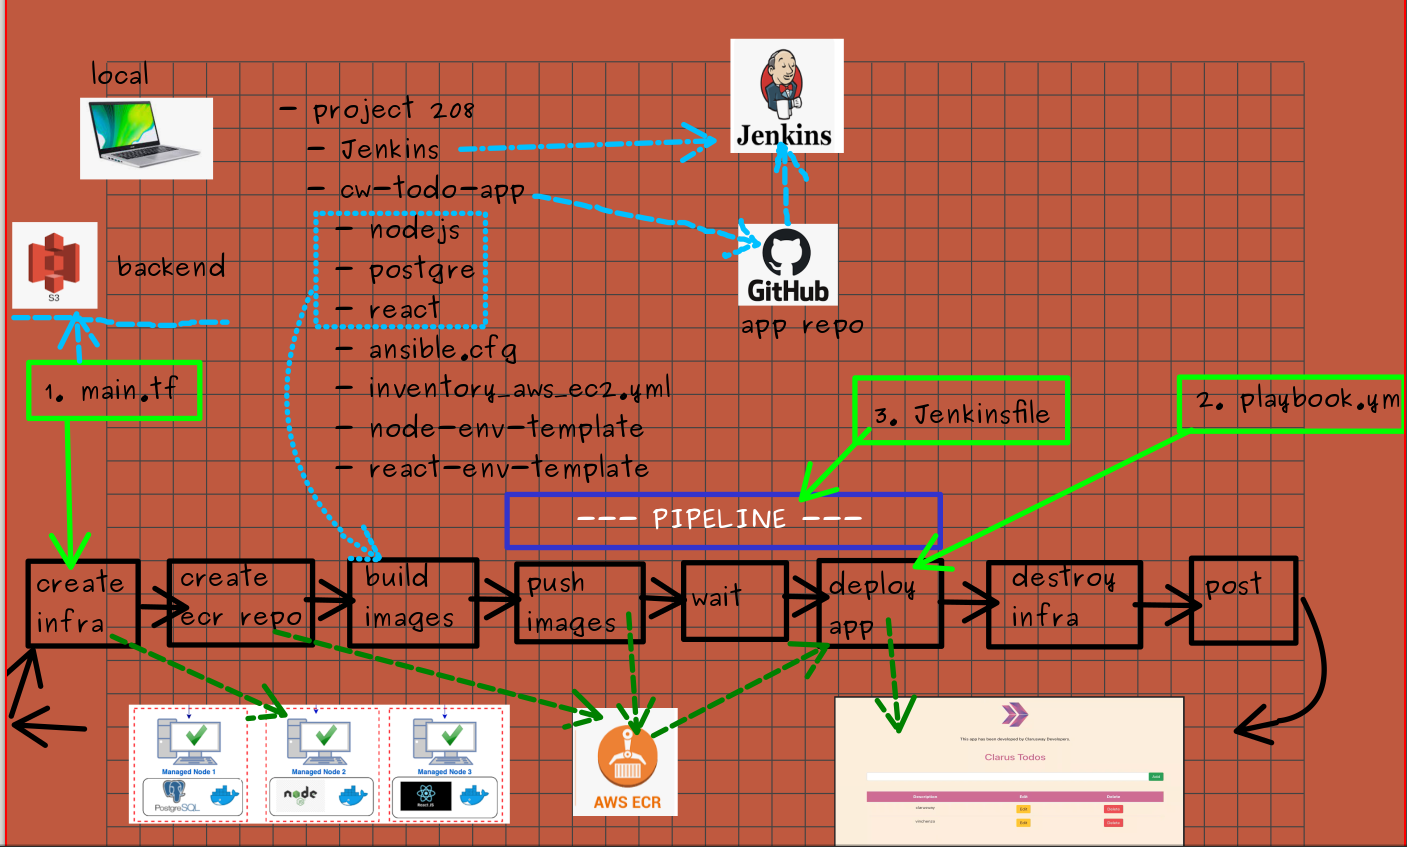 local
– project 208
– Jenkins
– cw-todo-app
– nodejs
– postgre
– react
– ansible.cfg
– inventory_aws_ec2.yml
– node-env-template
– react-env-template
Jenkins
GitHub
app repo
S3
backend
1. main.tf
3. Jenkinsfile
2. playbook.ym
--- PIPELINE ---
create
infra
create
ecr repo
build
images
push
images
wait
deploy
app
destroy
infra
post
Managed Node 1
PostgreSQL
Managed Node 2
node
Managed Node 3
React JS
AWS ECR
This app has been developed by Clarusway Developers.
Clarus Todos
Add
Description Edit Delete
clarusway Edit Delete
Edit Delete